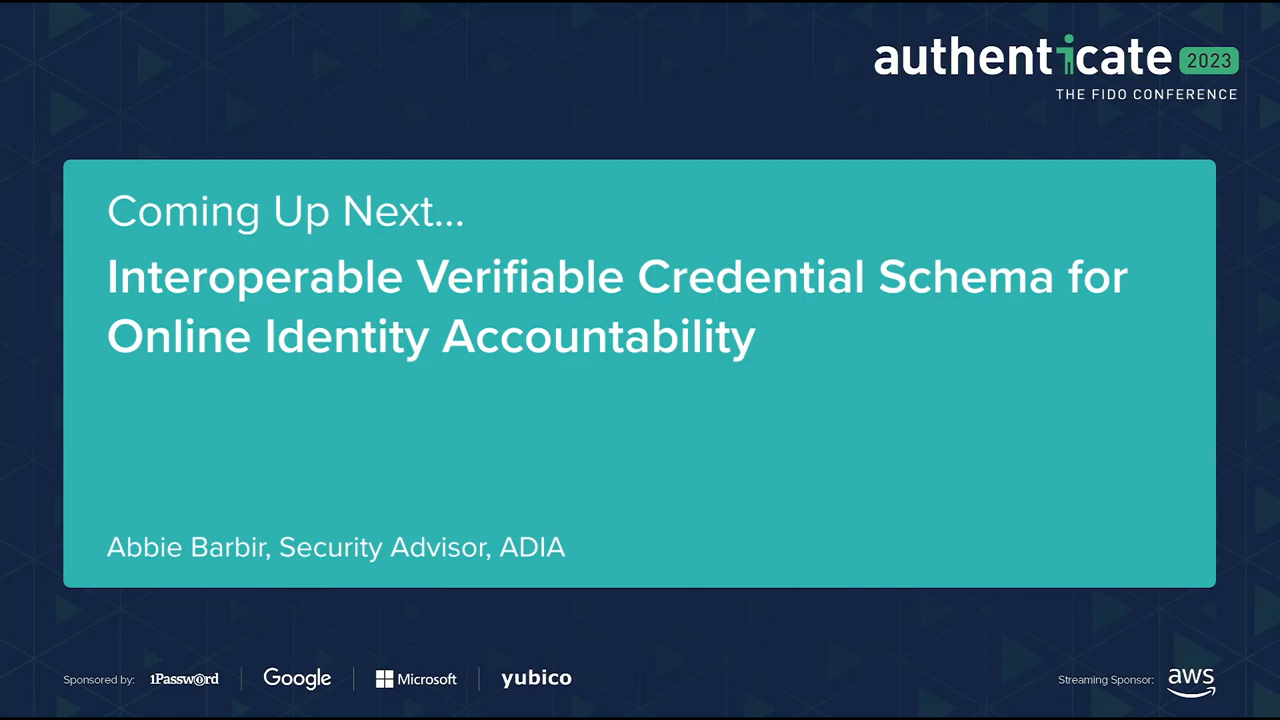 authenticate 2023
THE FIDO CONFERENCE
Coming Up Next...
Interoperable Verifiable Credential Schema for
Online Identity Accountability
Abbie Barbir, Security Advisor, ADIA
Sponsored by: 1Password Google Microsoft yubico Streaming Sponsor: aws